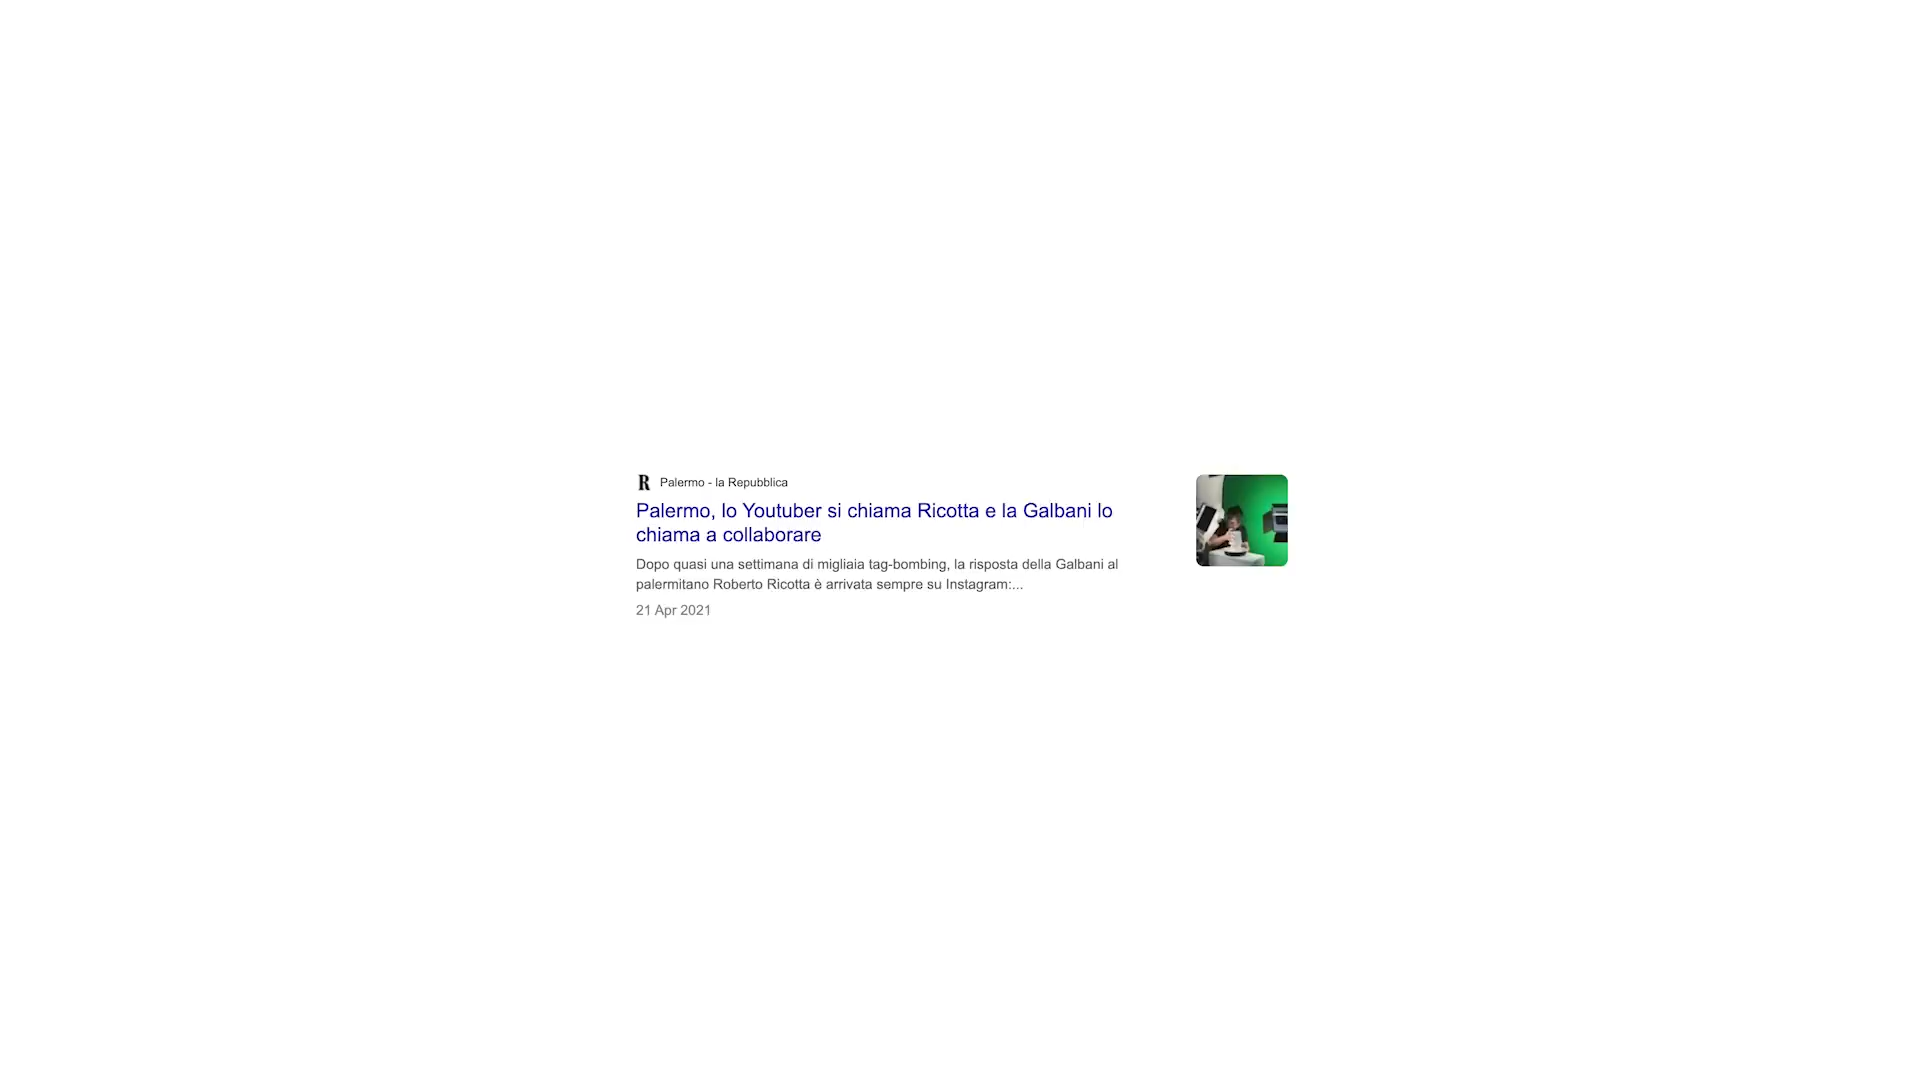 R Palermo - la Repubblica
Palermo, lo Youtuber si chiama Ricotta e la Galbani lo
chiama a collaborare
Dopo quasi una settimana di migliaia tag-bombing, la risposta della Galbani al
palermitano Roberto Ricotta è arrivata sempre su Instagram:...
21 Apr 2021